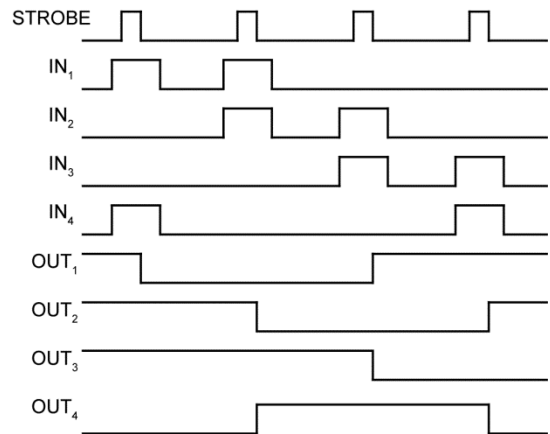 STROBE
IN₁
IN₂
IN₃
IN₄
OUT₁
OUT₂
OUT₃
OUT₄